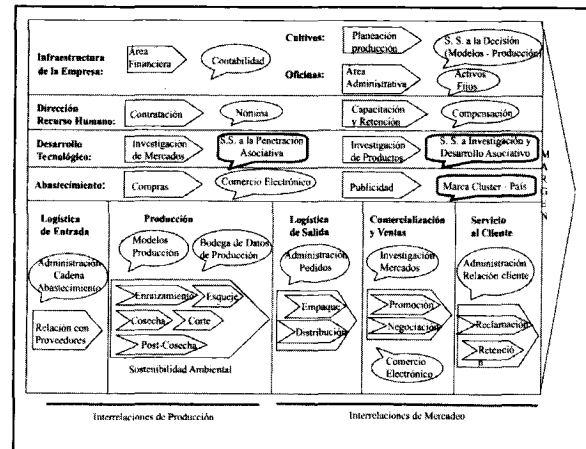 Infraestructura
de la Empresa:
Área
Financiera
Contabilidad
Cultivos:
Planeación
producción
S. S. a la Decisión
(Modelos - Producción)
Oficinas:
Area
Administrativa
Activos
Fijos
Dirección
Recurso Humano:
Contratación
Nómina
Capacitación
y Retención
Compensación
Desarrollo
Tecnológico:
Investigación
de Mercados
S.S. a la Penetración
Asociativa
Investigación
de Productos
S.S. a Investigación y
Desarrollo Asociativo
Abastecimiento:
Compras
Comercio Electrónico
Publicidad
Marca Cluster - País
MARGEN
Logística
de Entrada
Administración
Cadena
Abastecimiento
Relación con
Proveedores
Producción
Modelos
Producción
Bodega de Datos
de Producción
Enraizamiento
Esqueje
Cosecha
Corte
Post-Cosecha
Sostenibilidad Ambiental
Logística
de Salida
Administración
Pedidos
Empaque
Distribución
Comercialización
y Ventas
Investigación
Mercados
Promoción
Negociación
Comercio
Electrónico
Servicio
al Cliente
Administración
Relación cliente
Reclamación
Retenció
n
Interrelaciones de Producción
Interrelaciones de Mercadeo